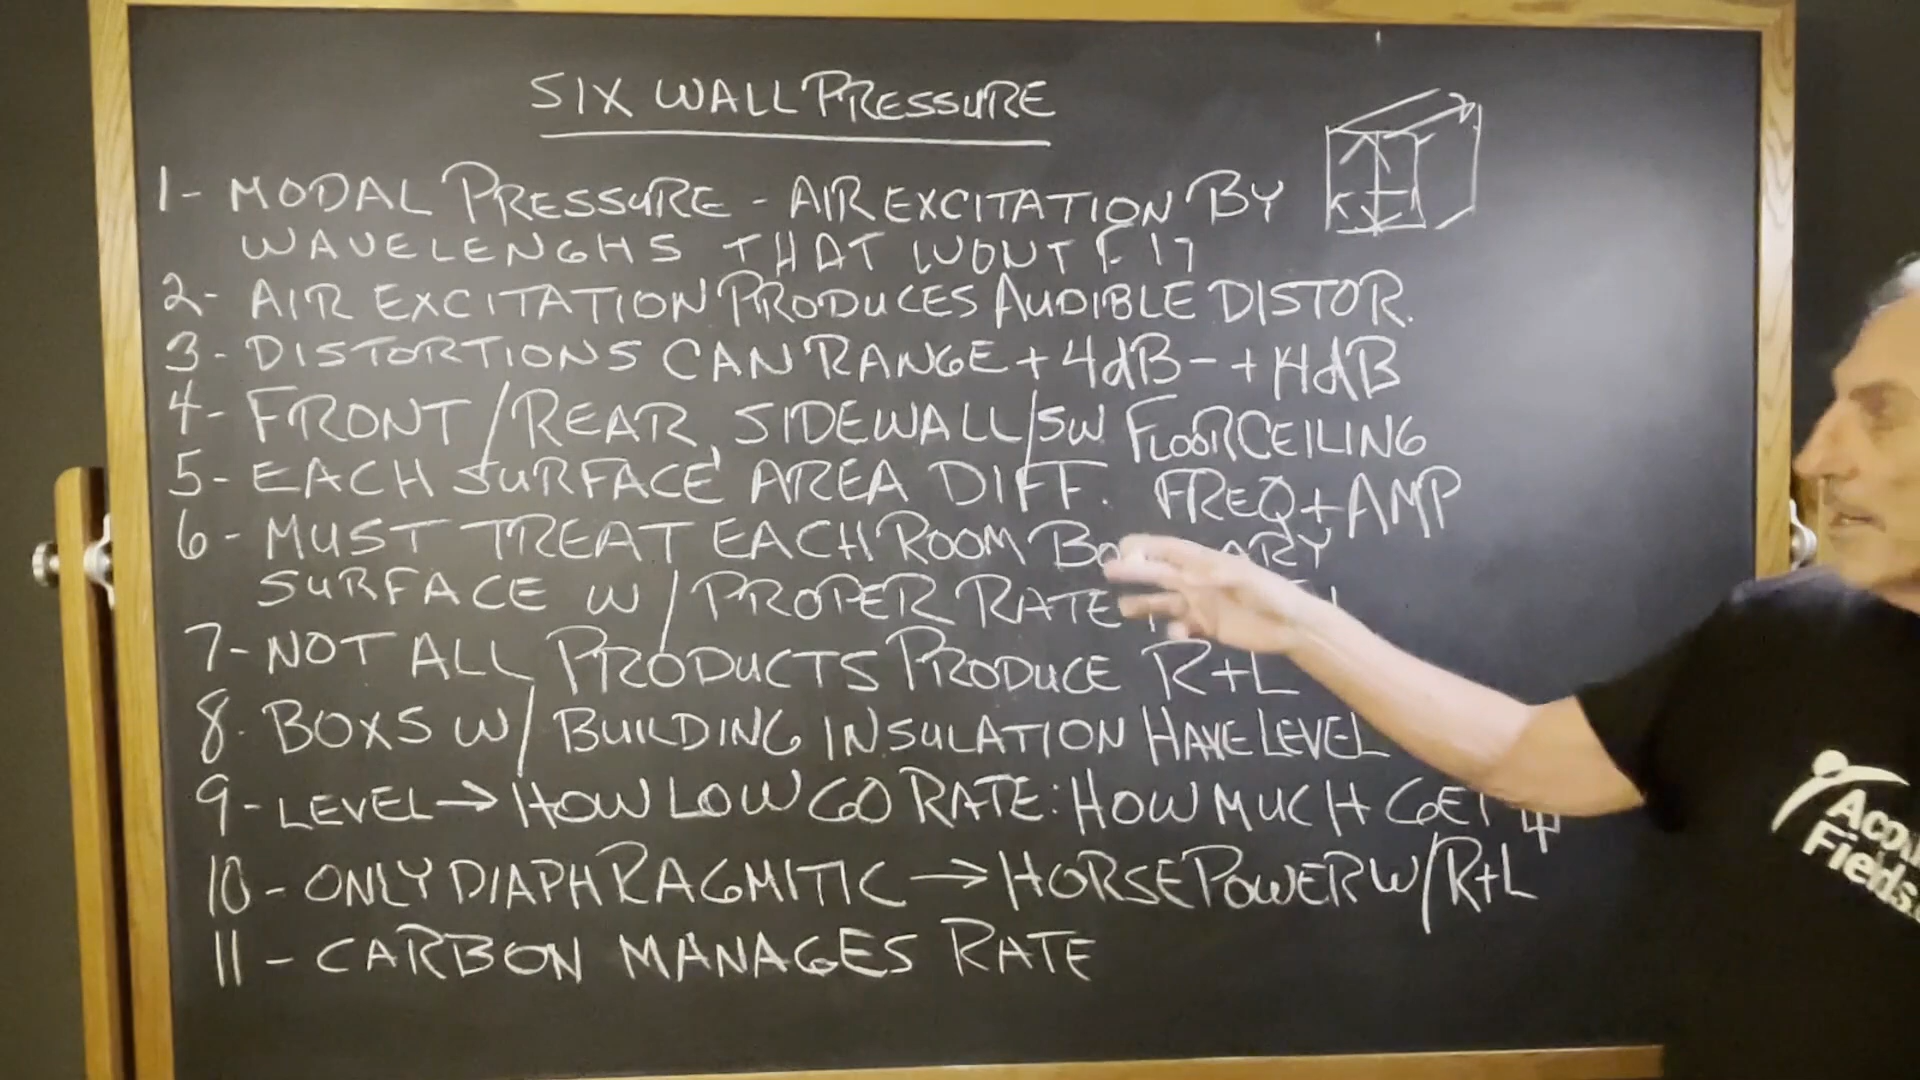 SIX WALL PRESSURE
1- MODAL PRESSURE - AIR EXCITATION BY
WAVELENGHS THAT WONT FIT
2- AIR EXCITATION PRODUCES AUDIBLE DISTOR.
3- DISTORTIONS CAN RANGE +4dB - +14dB
4- FRONT/REAR, SIDEWALL/SW FLOOR CEILING
5- EACH SURFACE AREA DIFF. FREQ + AMP
6- MUST TREAT EACH ROOM
SURFACE W/ PROPER RATE
7- NOT ALL PRODUCTS PRODUCE R+L
8. BOXS W/ BUILDING INSULATION HAVE LEVEL
9- LEVEL → HOW LOW GO RATE: HOW MUCH GET
10- ONLY DIAPHRAGMITIC → HORSEPOWER W/ R+L
11- CARBON MANAGES RATE
Fields